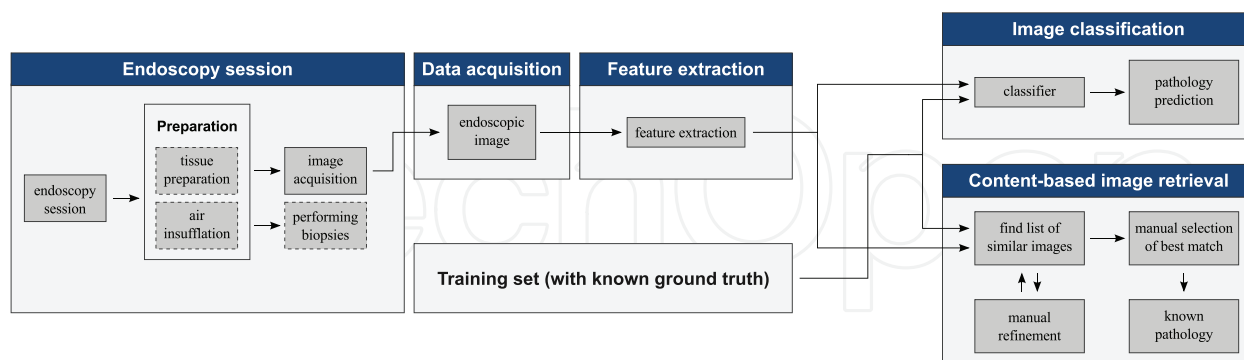 Endoscopy session
endoscopy
session
Preparation
tissue
preparation
air
insufflation
image
acquisition
performing
biopsies
Data acquisition
endoscopic
image
Feature extraction
feature extraction
Training set (with known ground truth)
Image classification
classifier
pathology
prediction
Content-based image retrieval
find list of
similar images
manual selection
of best match
manual
refinement
known
pathology
echOpen